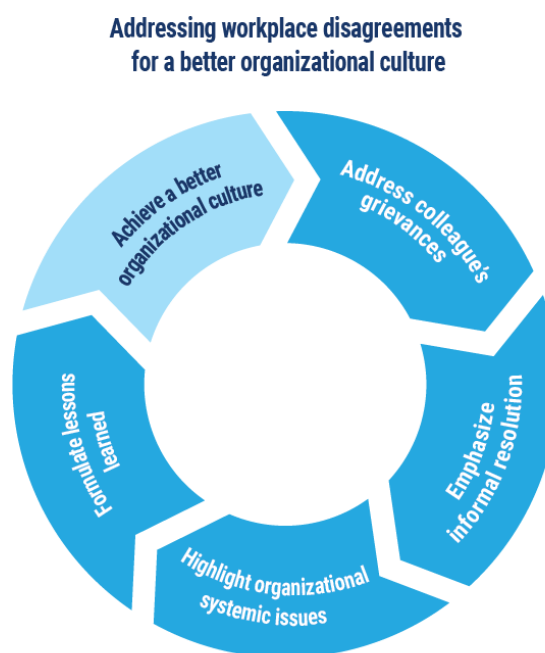 Addressing workplace disagreements
for a better organizational culture
Address colleague's
grievances
Emphasize
informal resolution
Highlight organizational
systemic issues
Formulate lessons
learned
Achieve a better
organizational culture